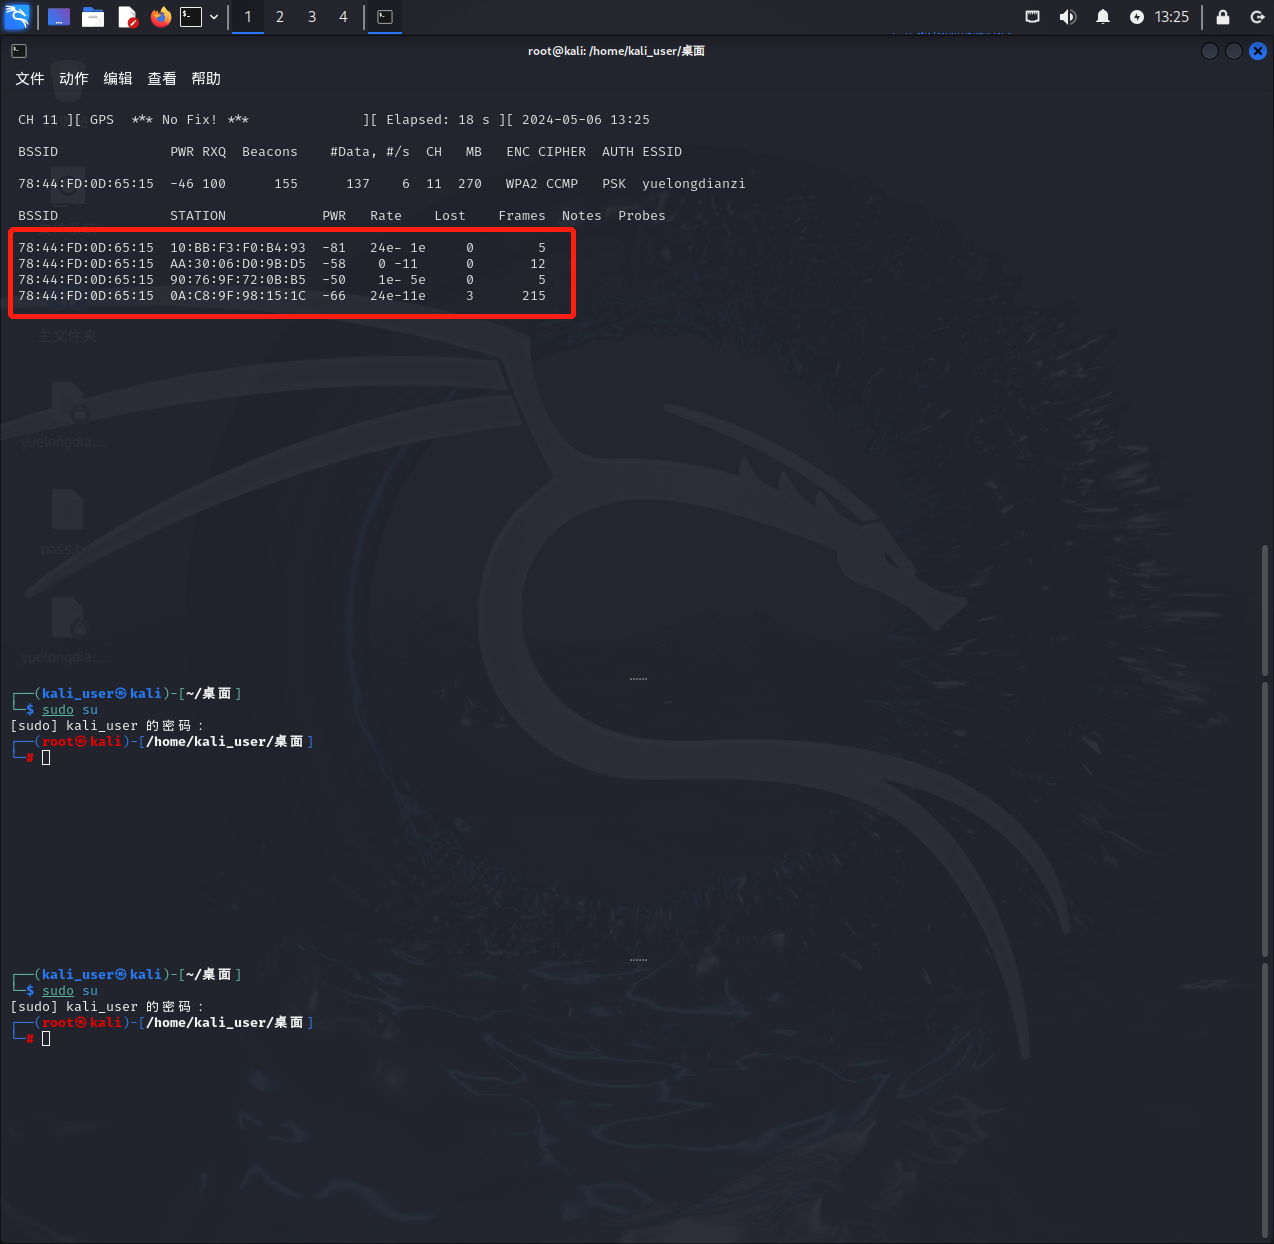 1 2 3 4 13:25
root@kali: /home/kali_user/桌面
文件 动作 编辑 查看 帮助
CH 11 ][ GPS *** No Fix! *** ][ Elapsed: 18 s ][ 2024-05-06 13:25
BSSID PWR RXQ Beacons #Data, #/s CH MB ENC CIPHER AUTH ESSID
78:44:FD:0D:65:15 -46 100 155 137 6 11 270 WPA2 CCMP PSK yuelongdianzi
BSSID STATION PWR Rate Lost Frames Notes Probes
78:44:FD:0D:65:15 10:BB:F3:F0:B4:93 -81 24e- 1e 0 5
78:44:FD:0D:65:15 AA:30:06:D0:9B:D5 -58 0 -11 0 12
78:44:FD:0D:65:15 90:76:9F:72:0B:B5 -50 1e- 5e 0 5
78:44:FD:0D:65:15 0A:C8:9F:98:15:1C -66 24e-11e 3 215
主文件夹
yuelongdia...
yuelongdia...
┌──(kali_user㉿kali)-[~/桌面]
└─$ sudo su
[sudo] kali_user 的密码：
┌──(root㉿kali)-[/home/kali_user/桌面]
└─#
┌──(kali_user㉿kali)-[~/桌面]
└─$ sudo su
[sudo] kali_user 的密码：
┌──(root㉿kali)-[/home/kali_user/桌面]
└─#